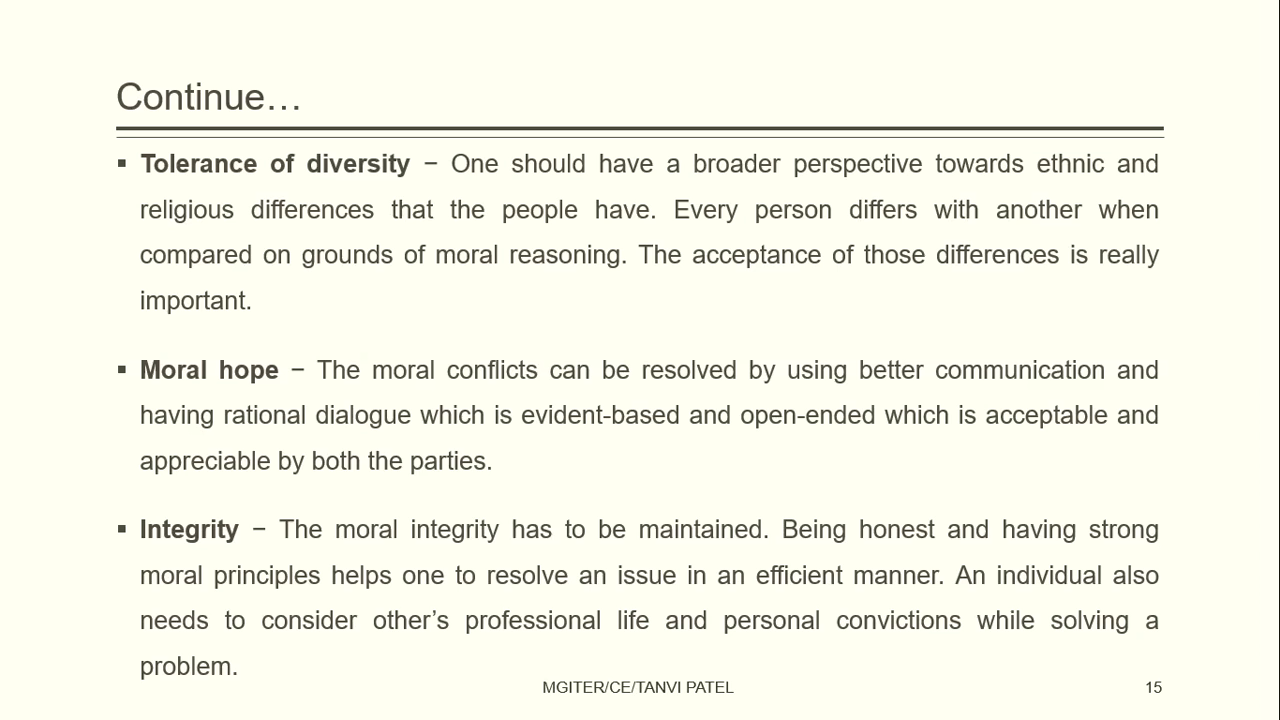 Continue…
▪ Tolerance of diversity − One should have a broader perspective towards ethnic and
religious differences that the people have. Every person differs with another when
compared on grounds of moral reasoning. The acceptance of those differences is really
important.
▪ Moral hope − The moral conflicts can be resolved by using better communication and
having rational dialogue which is evident-based and open-ended which is acceptable and
appreciable by both the parties.
▪ Integrity − The moral integrity has to be maintained. Being honest and having strong
moral principles helps one to resolve an issue in an efficient manner. An individual also
needs to consider other’s professional life and personal convictions while solving a
problem.
MGITER/CE/TANVI PATEL
15